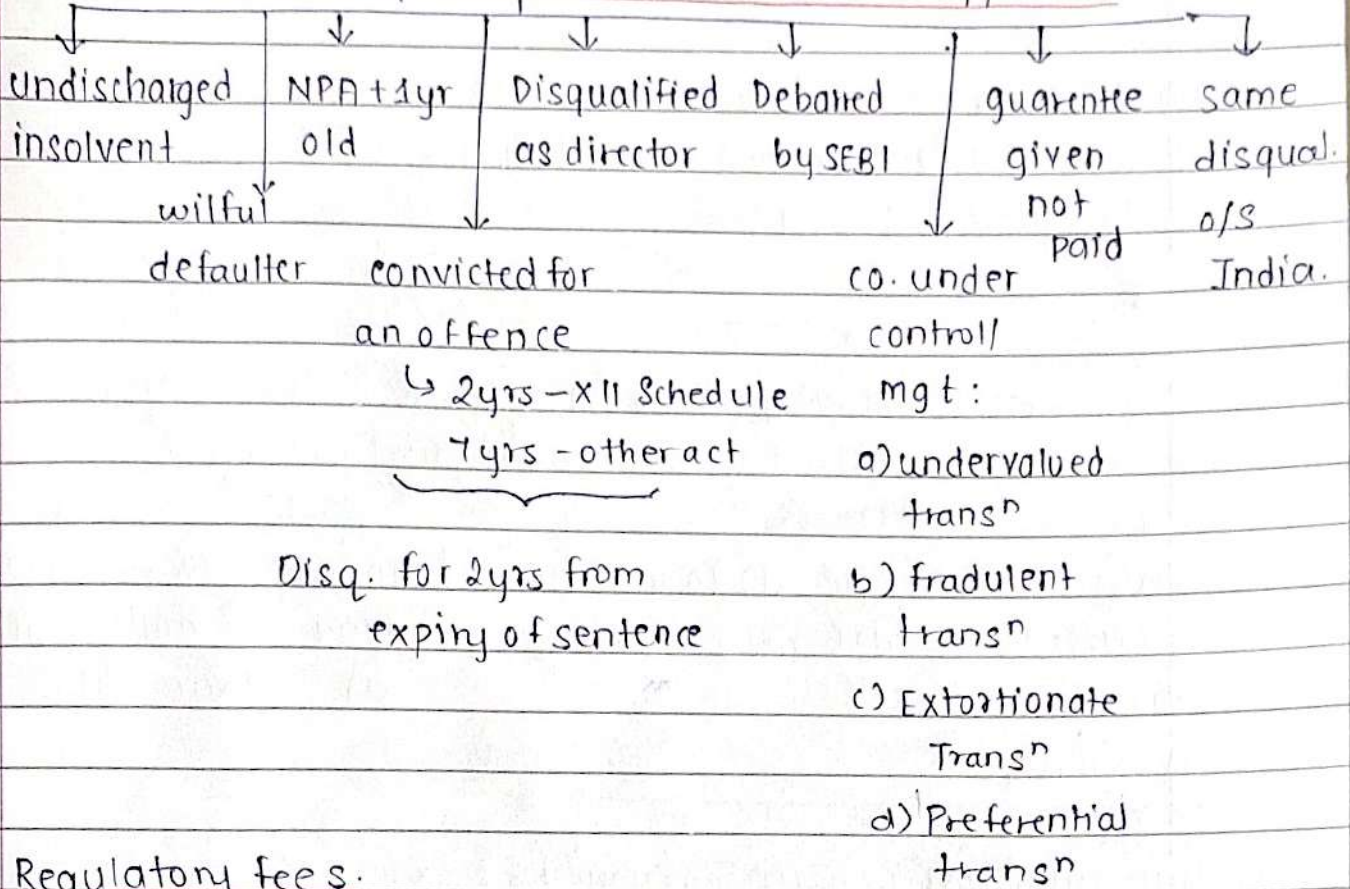 undischarged
insolvent
wilful
defaulter
NPA + 1yr
old
convicted for
an offence
↳ 2yrs - XII Schedule
7yrs - other act
Disq. for 2yrs from
expiry of sentence
Disqualified
as director
Debarred
by SEBI
co. under
controll
mgt:
a) undervalued
transⁿ
b) fradulent
transⁿ
c) Extortionate
Transⁿ
d) Preferential
transⁿ
guarentee
given
not
paid
same
disqual.
o/s
India.
Regulatory fees.